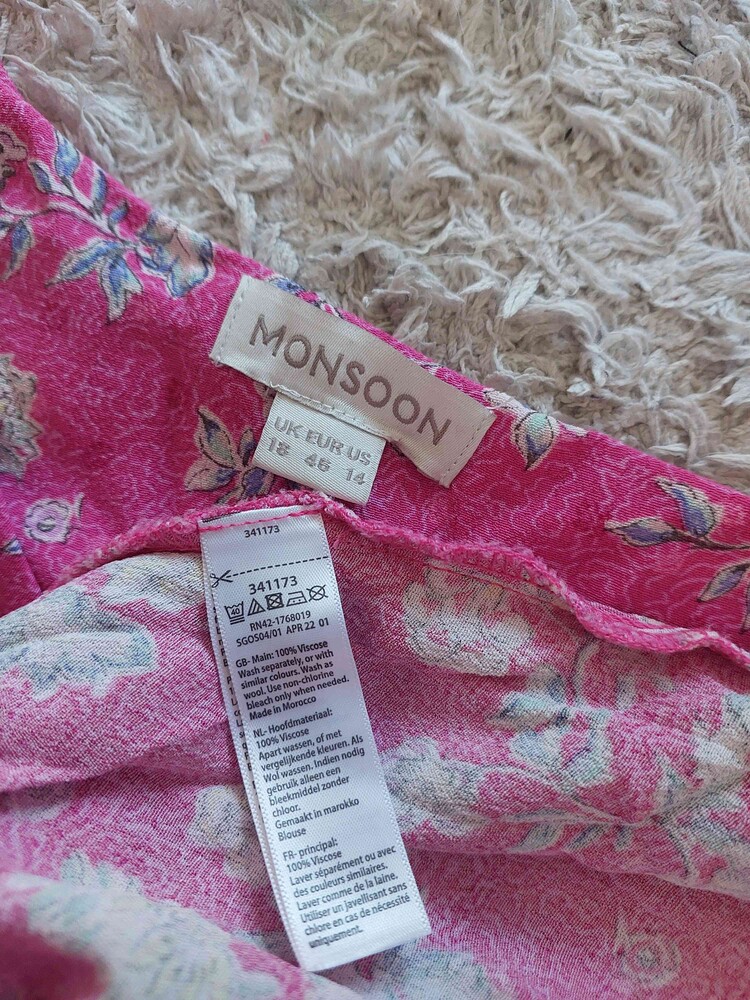 MONSOON
UK EUR US
18 46 14
341173
341173
40
RN42-1768019
SGOS04/01 APR 22 01
GB- Main: 100% Viscose
Wash separately, or with
similar colours. Wash as
wool. Use non-chlorine
bleach only when needed.
Made in Morocco
NL- Hoofdmateriaal:
100% Viscose
Apart wassen, of met
vergelijkende kleuren. Als
Wol wassen. Indien nodig
gebruik alleen een
bleekmiddel zonder
chloor.
Gemaakt in marokko
Blouse
FR- principal:
100% Viscose
Laver séparément ou avec
des couleurs similaires.
Laver comme de la laine.
Utiliser un javellisant sans
chlore en cas de nécessité
uniquement.